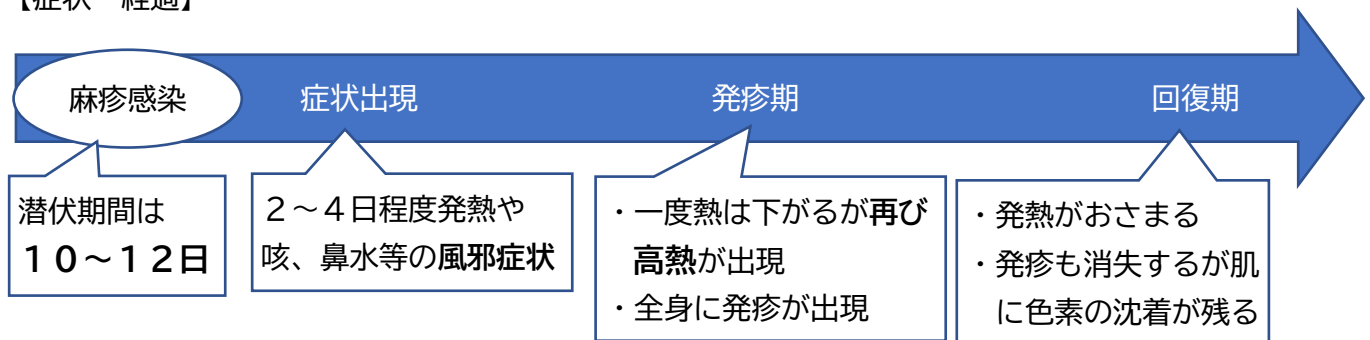 【症状 経過】
麻疹感染
症状出現
発疹期
回復期
潜伏期間は
10～12日
2～4日程度発熱や
咳、鼻水等の風邪症状
・一度熱は下がるが再び
高熱が出現
・全身に発疹が出現
・発熱がおさまる
・発疹も消失するが肌
に色素の沈着が残る